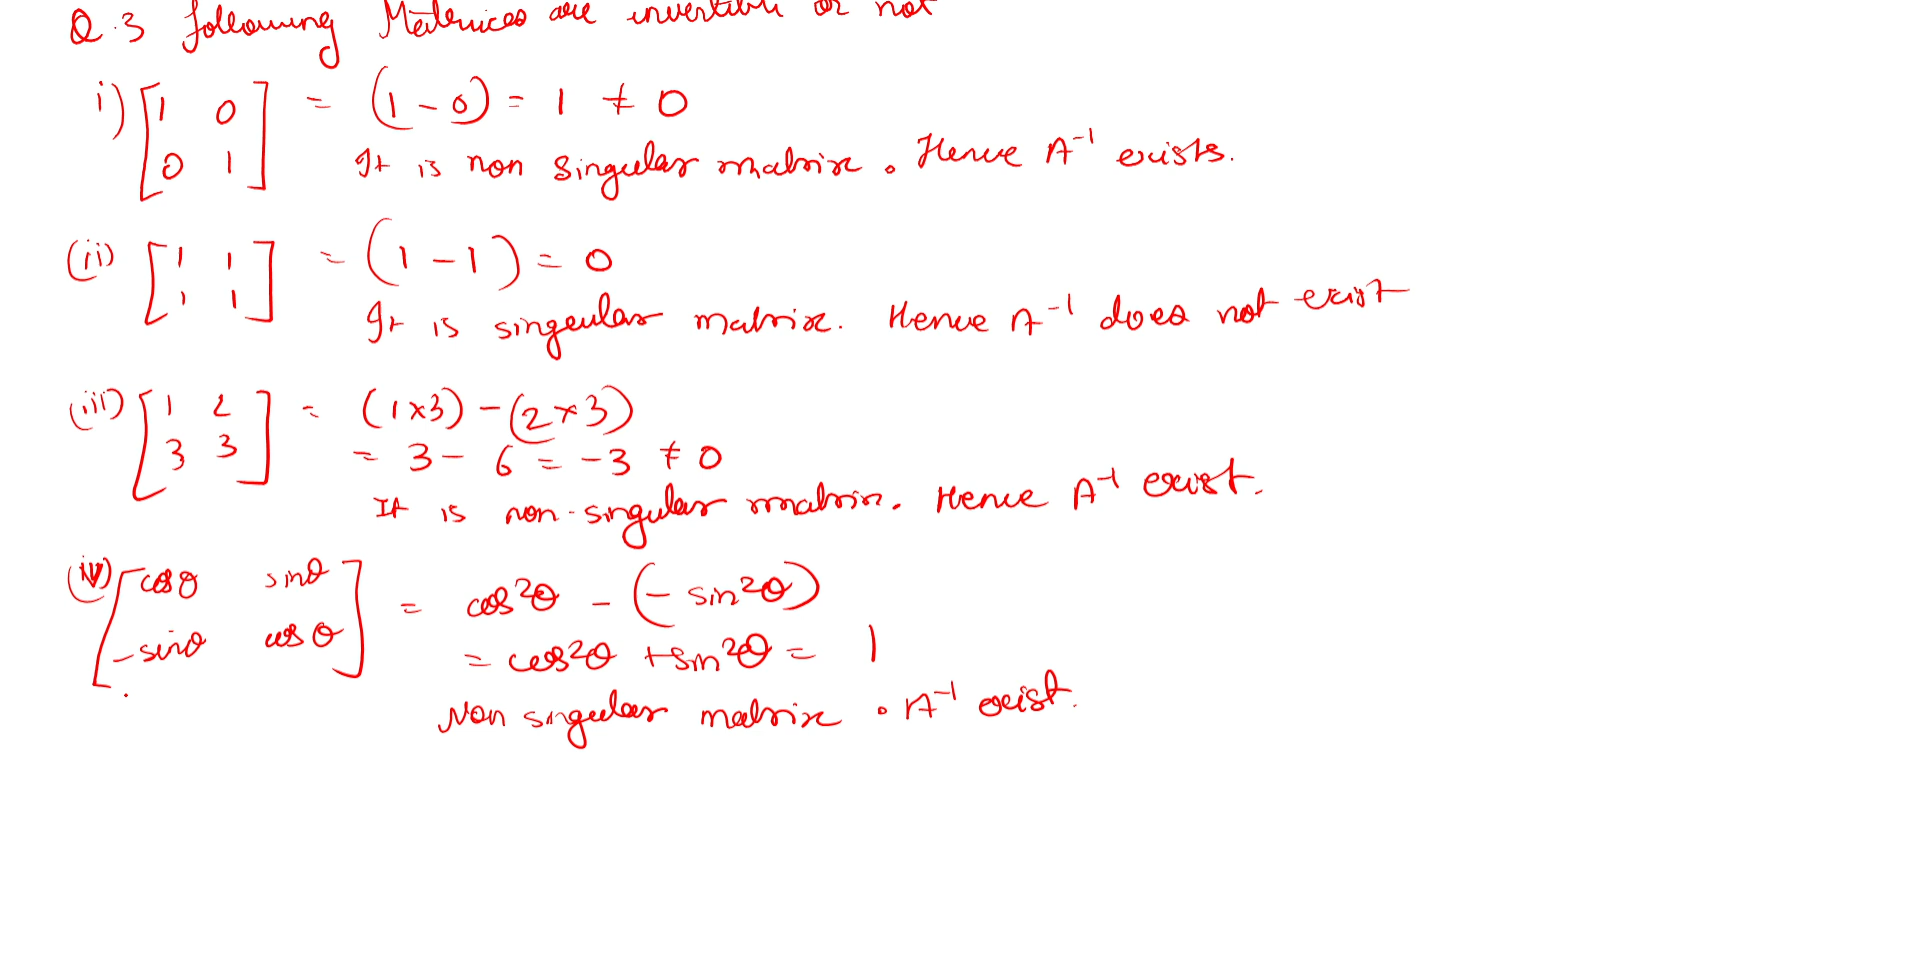 Q.3 following Matrices are invertible or not
i) [1 0
0 1] = (1 - 0) = 1 ≠ 0
It is non singular matrix. Hence A⁻¹ exists.
(ii) [1 1
1 1] = (1 - 1) = 0
It is singular matrix. Hence A⁻¹ does not exist
(iii) [1 2
3 3] = (1×3) - (2×3)
= 3 - 6 = -3 ≠ 0
It is non-singular matrix. Hence A⁻¹ exist.
(iv) [cos θ sin θ
-sin θ cos θ] = cos²θ - (- sin²θ)
= cos²θ + sin²θ = 1
Non singular matrix . A⁻¹ exist.